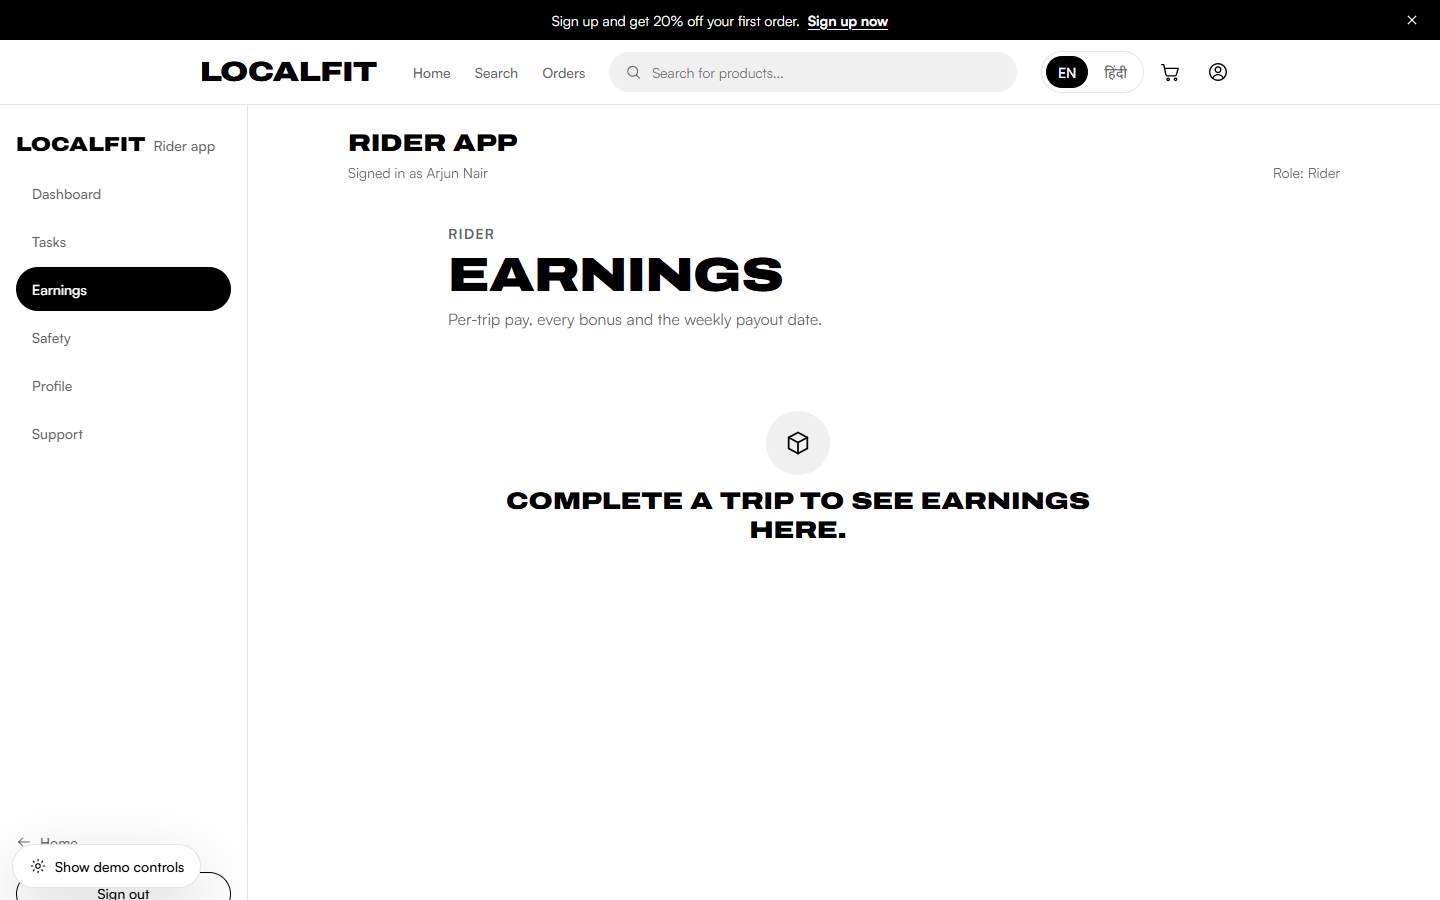 Sign up and get 20% off your first order. Sign up now
LOCALFIT
Home
Search
Orders
Search for products...
EN
हिंदी
LOCALFIT Rider app
Dashboard
Tasks
Earnings
Safety
Profile
Support
Home
Show demo controls
Sign out
RIDER APP
Signed in as Arjun Nair
Role: Rider
RIDER
EARNINGS
Per-trip pay, every bonus and the weekly payout date.
COMPLETE A TRIP TO SEE EARNINGS
HERE.